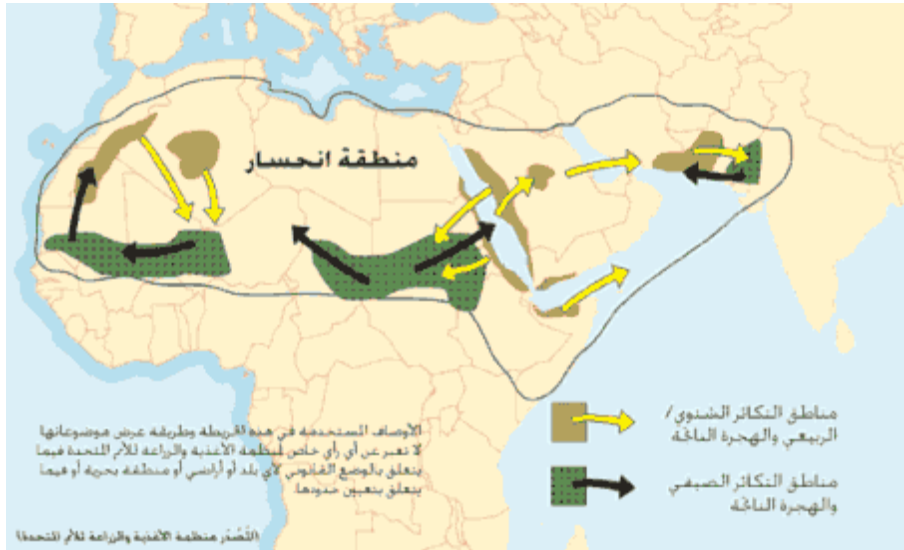 منطقة انحسار
مناطق التكاثر الشتوي/
الربيعي والهجرة الناتجة
مناطق التكاثر الصيفي
والهجرة الناتجة
الأوصاف المستخدمة في هذه الخريطة وطريقة عرض موضوعاتها
لا تعبر عن أي رأي خاص لمنظمة الأغذية والزراعة للأمم المتحدة فيما
يتعلق بالوضع القانوني لأي بلد أو أراضي أو منطقة بحرية أو فيما
يتعلق بتعيين حدودها.
(المَصْدَر منظمة الأغذية والزراعة للأمم المتحدة)